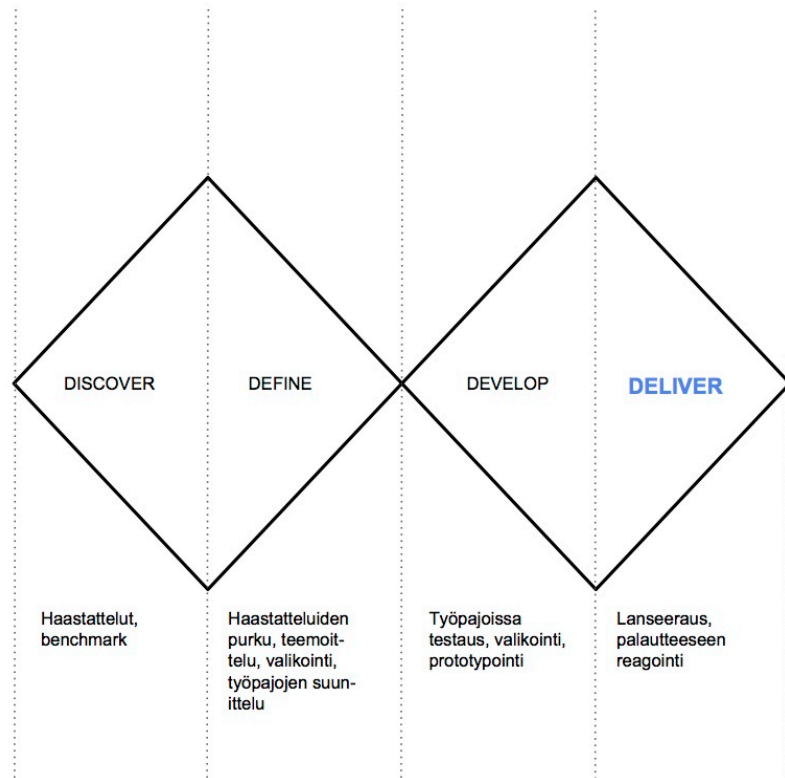 DISCOVER
DEFINE
DEVELOP
DELIVER
Haastattelut,
benchmark
Haastatteluiden
purku, teemoit-
telu, valikointi,
työpajojen suun-
ittelu
Työpajoissa
testaus, valikointi,
prototypointi
Lanseeraus,
palautteeseen
reagointi